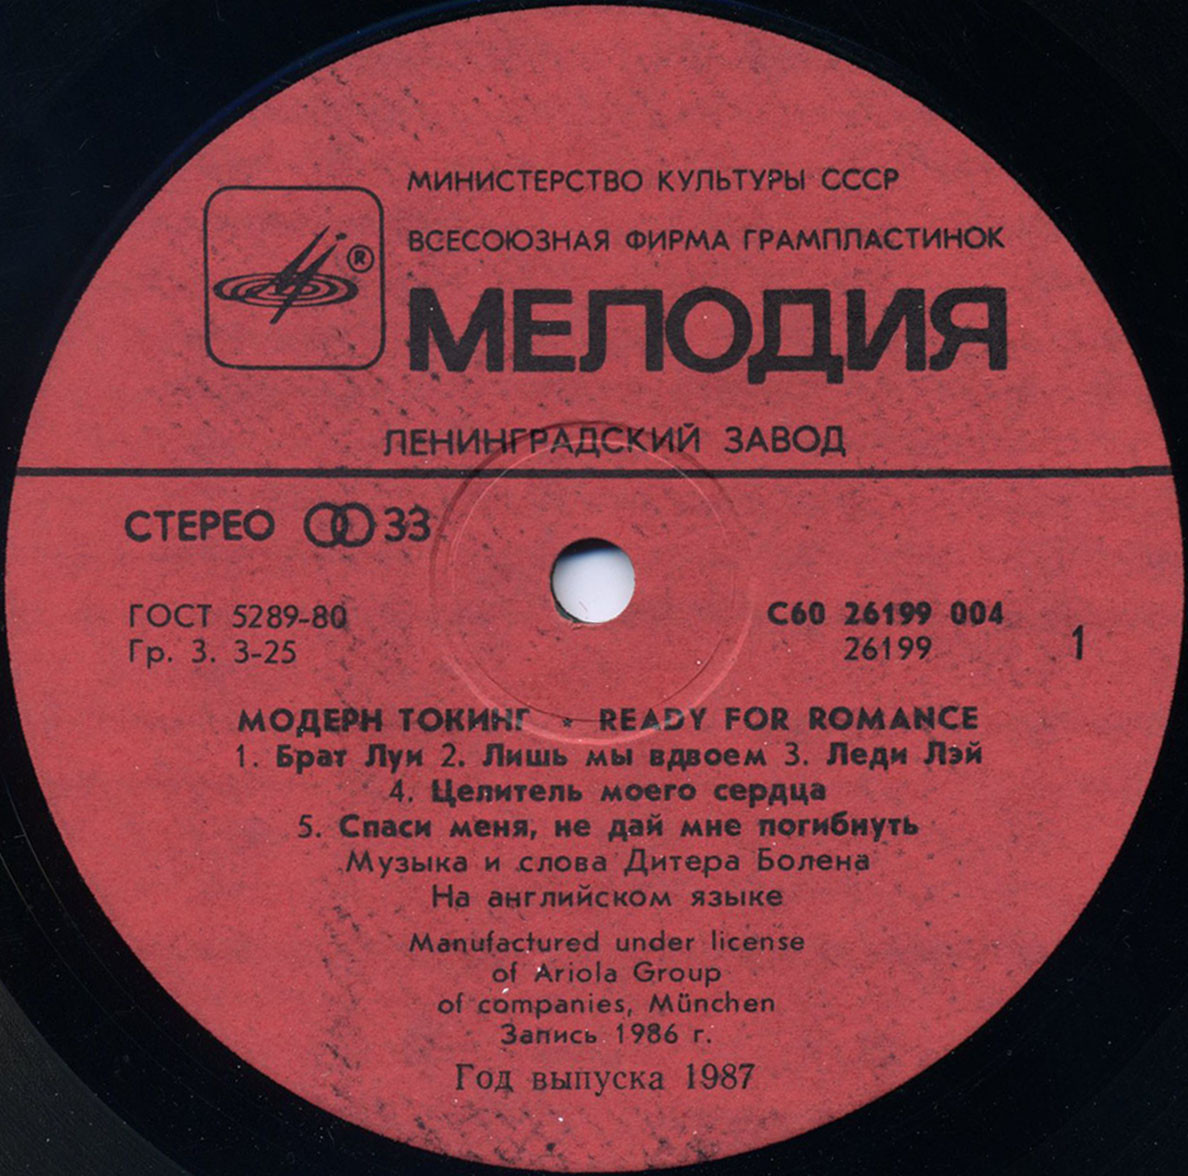 МИНИСТЕРСТВО КУЛЬТУРЫ СССР
ВСЕСОЮЗНАЯ ФИРМА ГРАМПЛАСТИНОК
®
МЕЛОДИЯ
ЛЕНИНГРАДСКИЙ ЗАВОД
СТЕРЕО 33
ГОСТ 5289-80
Гр. 3. 3-25
С60 26199 004
26199
1
МОДЕРН ТОКИНГ ★ READY FOR ROMANCE
1. Брат Луи 2. Лишь мы вдвоем 3. Леди Лэй
4. Целитель моего сердца
5. Спаси меня, не дай мне погибнуть
Музыка и слова Дитера Болена
На английском языке
Manufactured under license
of Ariola Group
of companies, München
Запись 1986 г.
Год выпуска 1987